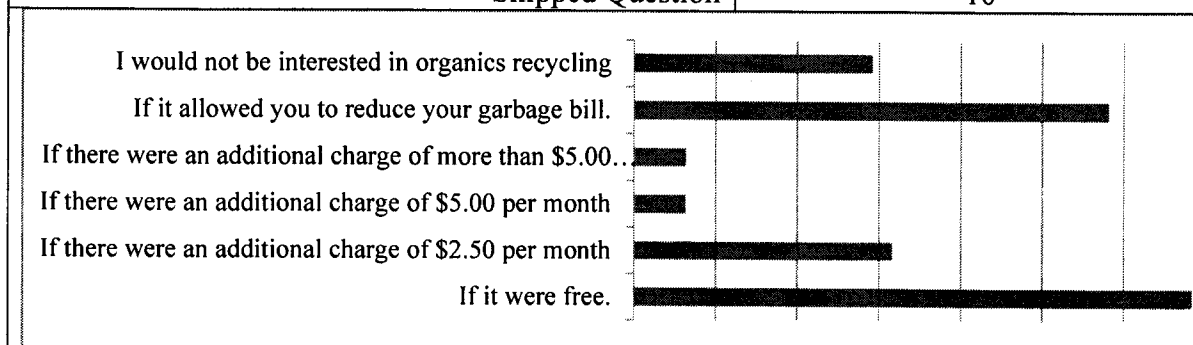 Skipped Question
I would not be interested in organics recycling
If it allowed you to reduce your garbage bill.
If there were an additional charge of more than $5.00...
If there were an additional charge of $5.00 per month
If there were an additional charge of $2.50 per month
If it were free.